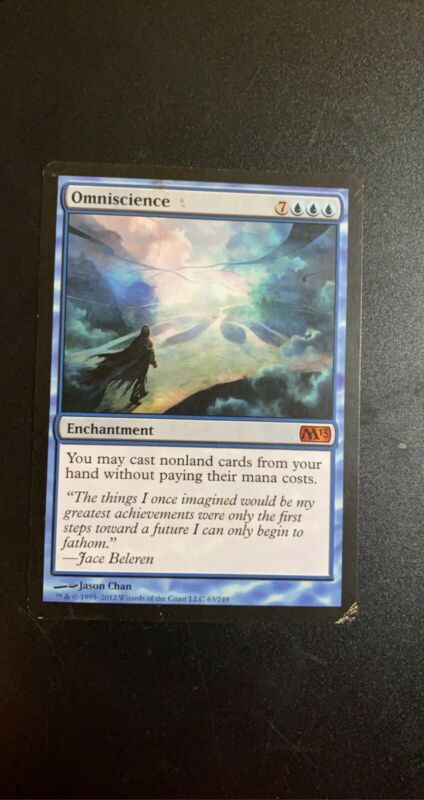 Omniscience 7
Enchantment M13
You may cast nonland cards from your
hand without paying their mana costs.
"The things I once imagined would be my
greatest achievements were only the first
steps toward a future I can only begin to
fathom."
—Jace Beleren
Jason Chan
™ & © 1993–2012 Wizards of the Coast LLC 63/249